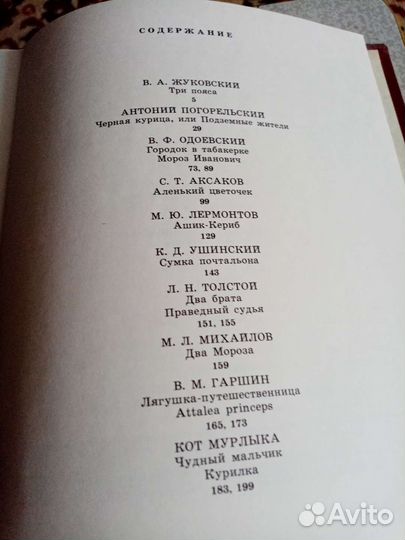 СОДЕРЖАНИЕ
В. А. ЖУКОВСКИЙ
Три пояса
5
АНТОНИЙ ПОГОРЕЛЬСКИЙ
Черная курица, или Подземные жители
29
В. Ф. ОДОЕВСКИЙ
Городок в табакерке
Мороз Иванович
73, 89
С. Т. АКСАКОВ
Аленький цветочек
99
М. Ю. ЛЕРМОНТОВ
Ашик-Кериб
129
К. Д. УШИНСКИЙ
Сумка почтальона
143
Л. Н. ТОЛСТОЙ
Два брата
Праведный судья
151, 155
М. Л. МИХАЙЛОВ
Два Мороза
159
В. М. ГАРШИН
Лягушка-путешественница
Attalea princeps
165, 173
КОТ МУРЛЫКА
Чудный мальчик
Курилка
183, 199
Avito